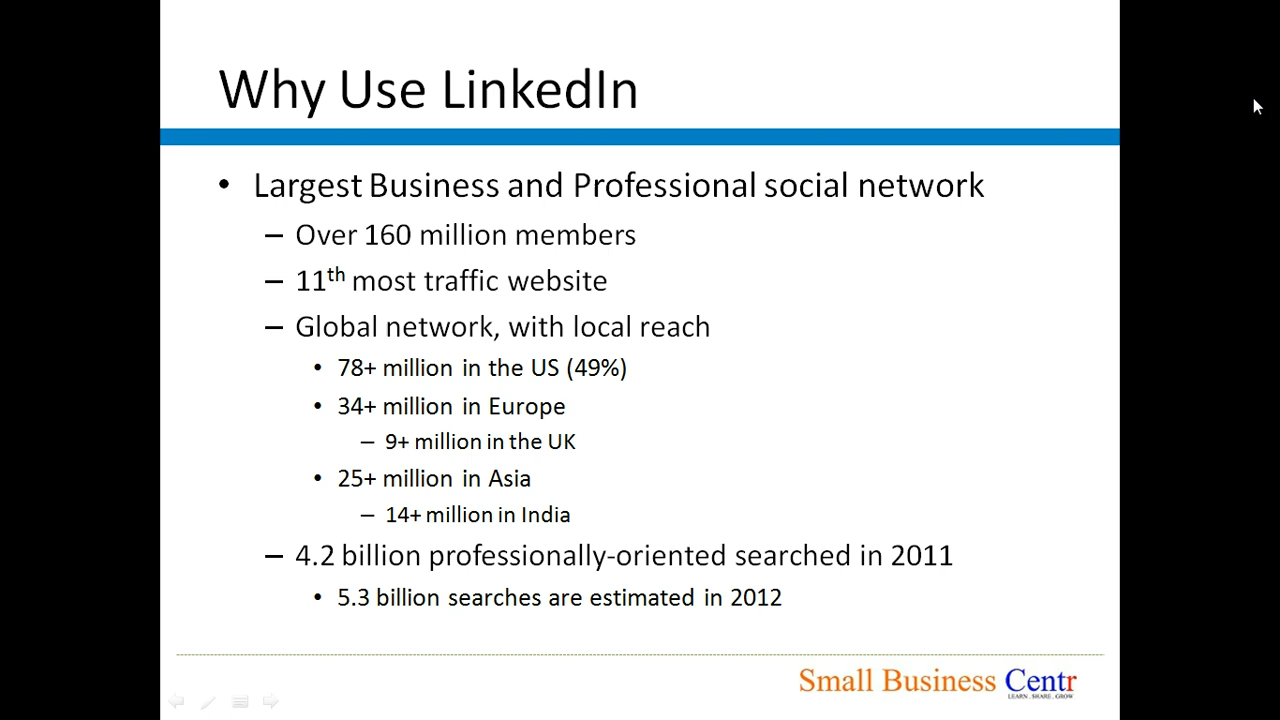 Why Use LinkedIn
• Largest Business and Professional social network
– Over 160 million members
– 11th most traffic website
– Global network, with local reach
• 78+ million in the US (49%)
• 34+ million in Europe
– 9+ million in the UK
• 25+ million in Asia
– 14+ million in India
– 4.2 billion professionally-oriented searched in 2011
• 5.3 billion searches are estimated in 2012
Small Business Centr
LEARN . SHARE . GROW